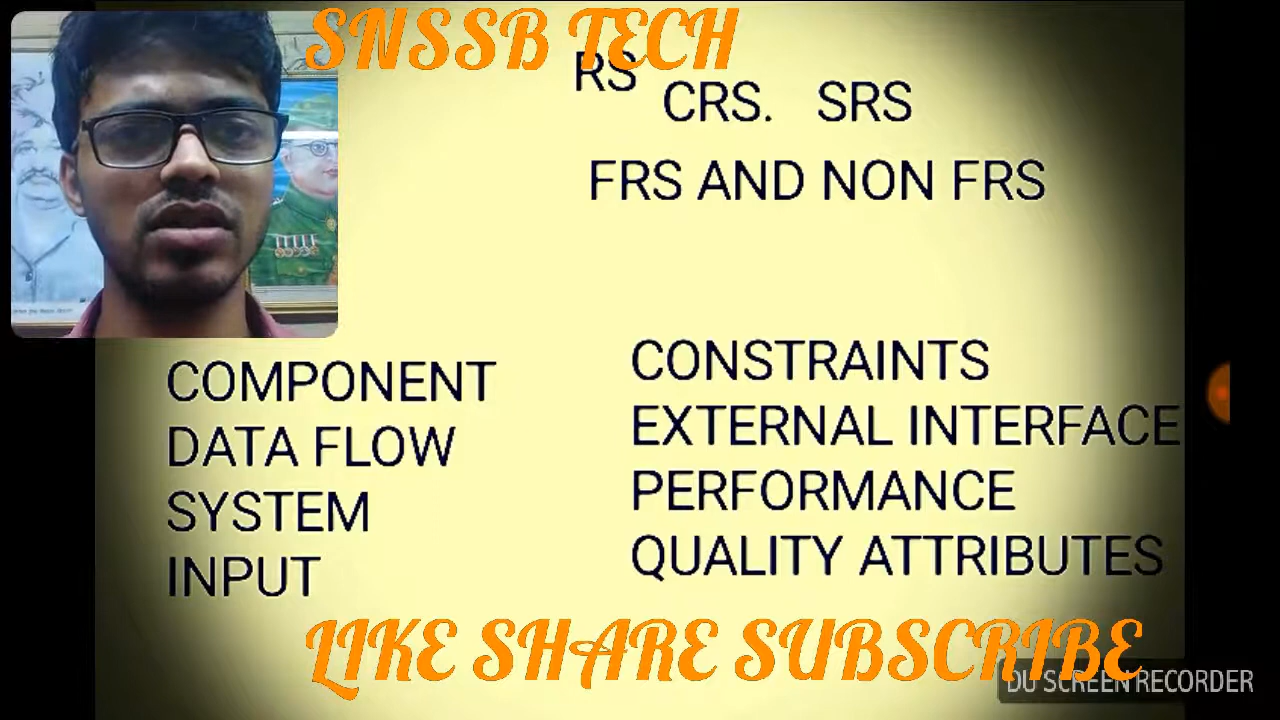 SNSSB TECH
RS
CRS. SRS
FRS AND NON FRS
COMPONENT
DATA FLOW
SYSTEM
INPUT
CONSTRAINTS
EXTERNAL INTERFACE
PERFORMANCE
QUALITY ATTRIBUTES
LIKE SHARE SUBSCRIBE
DU SCREEN RECORDER